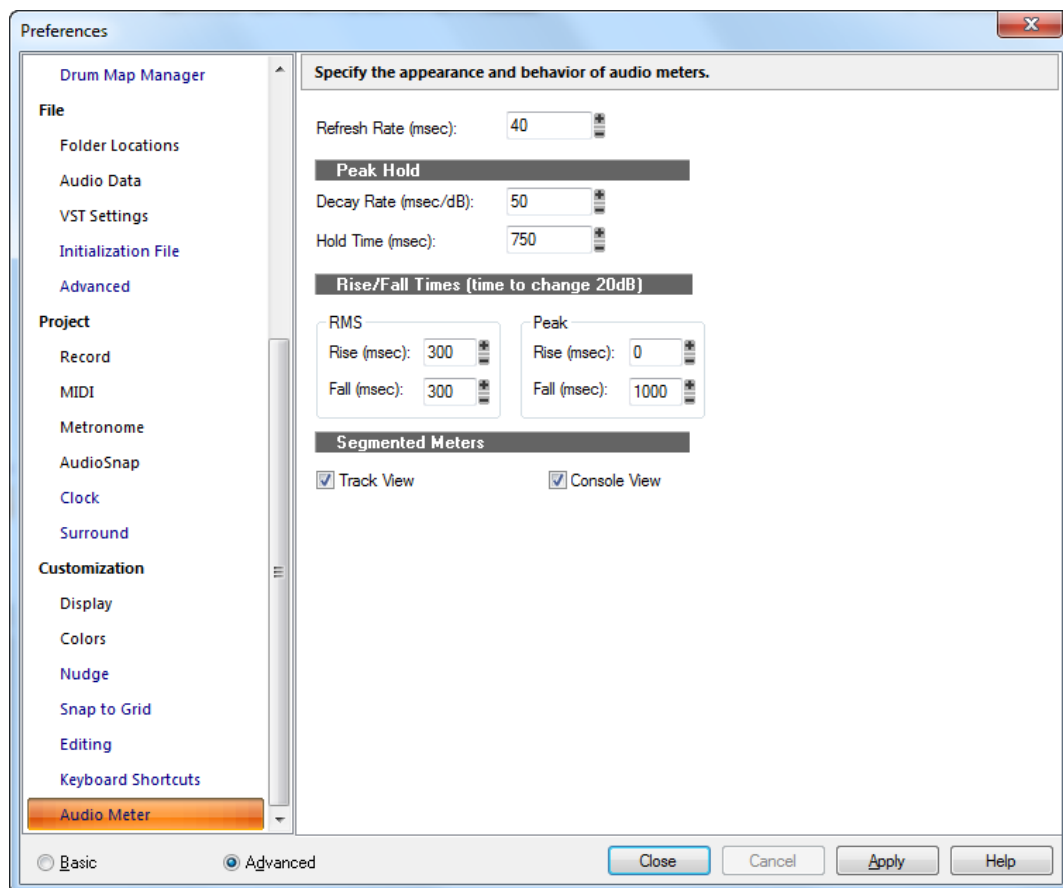 Preferences
Drum Map Manager
File
Folder Locations
Audio Data
VST Settings
Initialization File
Advanced
Project
Record
MIDI
Metronome
AudioSnap
Clock
Surround
Customization
Display
Colors
Nudge
Snap to Grid
Editing
Keyboard Shortcuts
Audio Meter
Specify the appearance and behavior of audio meters.
Refresh Rate (msec): 40
Peak Hold
Decay Rate (msec/dB): 50
Hold Time (msec): 750
Rise/Fall Times (time to change 20dB)
RMS
Rise (msec): 300
Fall (msec): 300
Peak
Rise (msec): 0
Fall (msec): 1000
Segmented Meters
Track View Console View
Basic Advanced Close Cancel Apply Help